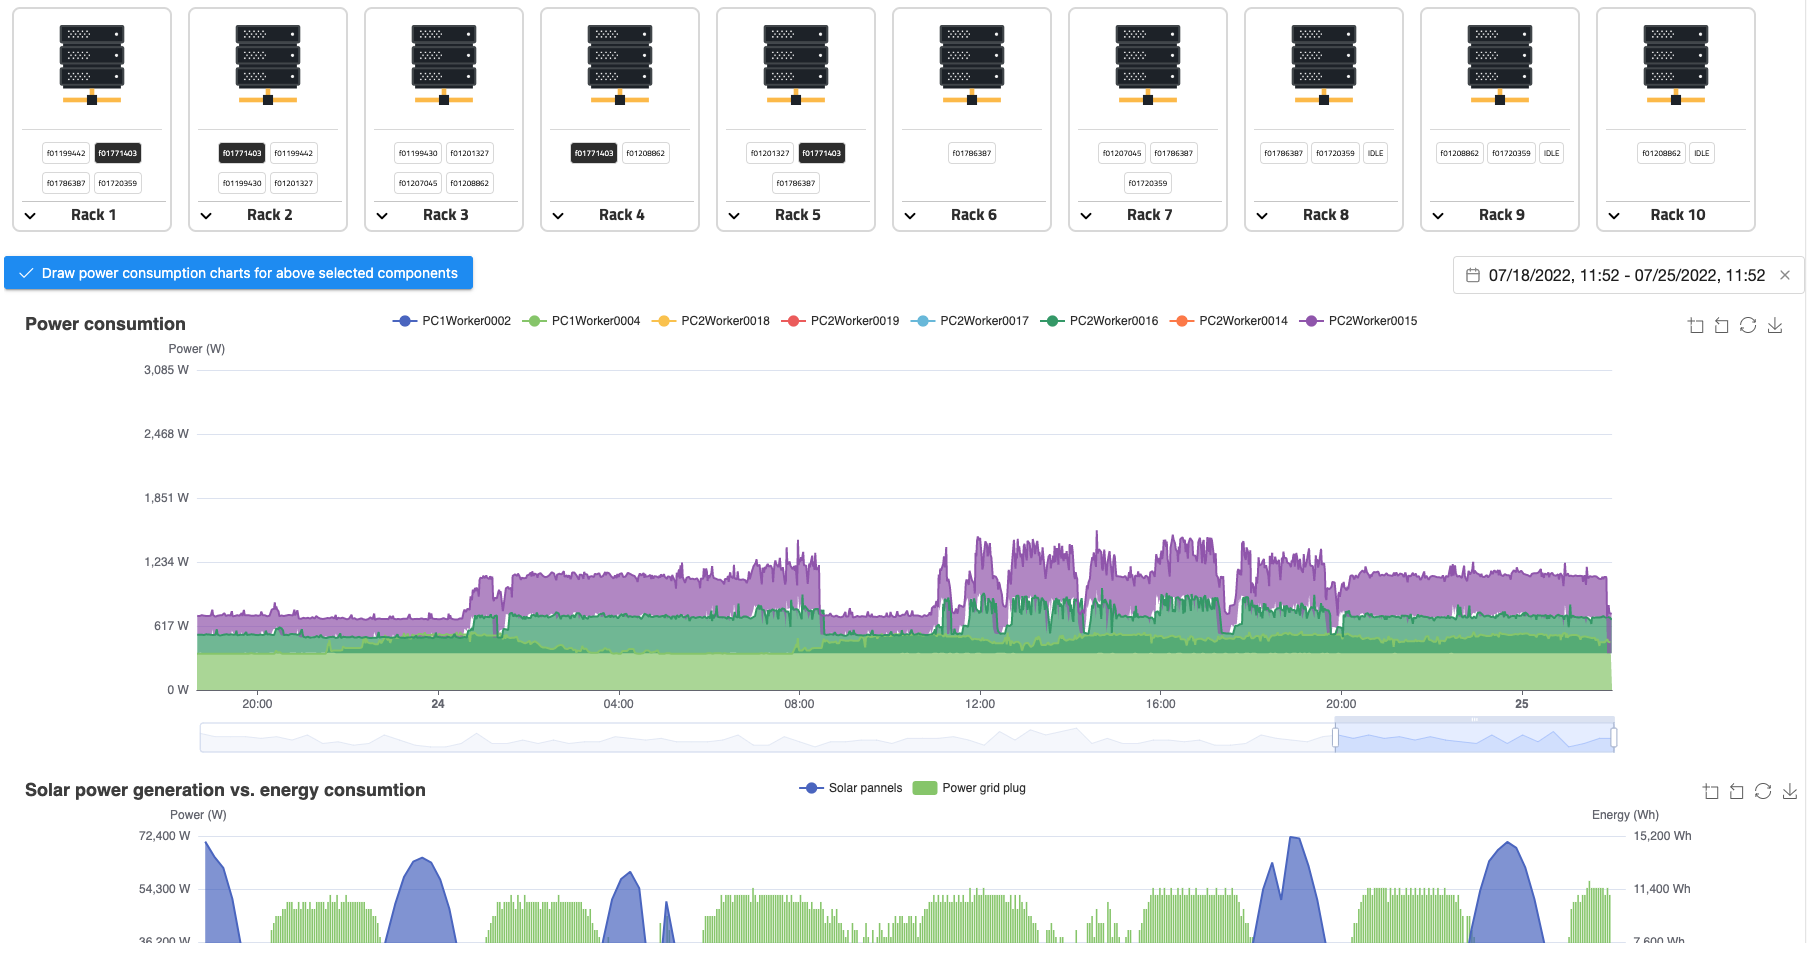 f01199442 f01771403
f01786387 f01720359
Rack 1
f01771403 f01199442
f01199430 f01201327
Rack 2
f01199430 f01201327
f01207045 f01208862
Rack 3
f01771403 f01208862
Rack 4
f01201327 f01771403
f01786387
Rack 5
f01786387
Rack 6
f01207045 f01786387
f01720359
Rack 7
f01786387 f01720359 IDLE
Rack 8
f01208862 f01720359 IDLE
Rack 9
f01208862 IDLE
Rack 10
Draw power consumption charts for above selected components
07/18/2022, 11:52 - 07/25/2022, 11:52
Power consumtion
PC1Worker0002 PC1Worker0004 PC2Worker0018 PC2Worker0019 PC2Worker0017 PC2Worker0016 PC2Worker0014 PC2Worker0015
Power (W)
3,085 W
2,468 W
1,851 W
1,234 W
617 W
0 W
20:00 24 04:00 08:00 12:00 16:00 20:00 25
Solar power generation vs. energy consumtion
Solar pannels Power grid plug
Power (W) Energy (Wh)
72,400 W 15,200 Wh
54,300 W 11,400 Wh
36,200 W 7,600 Wh